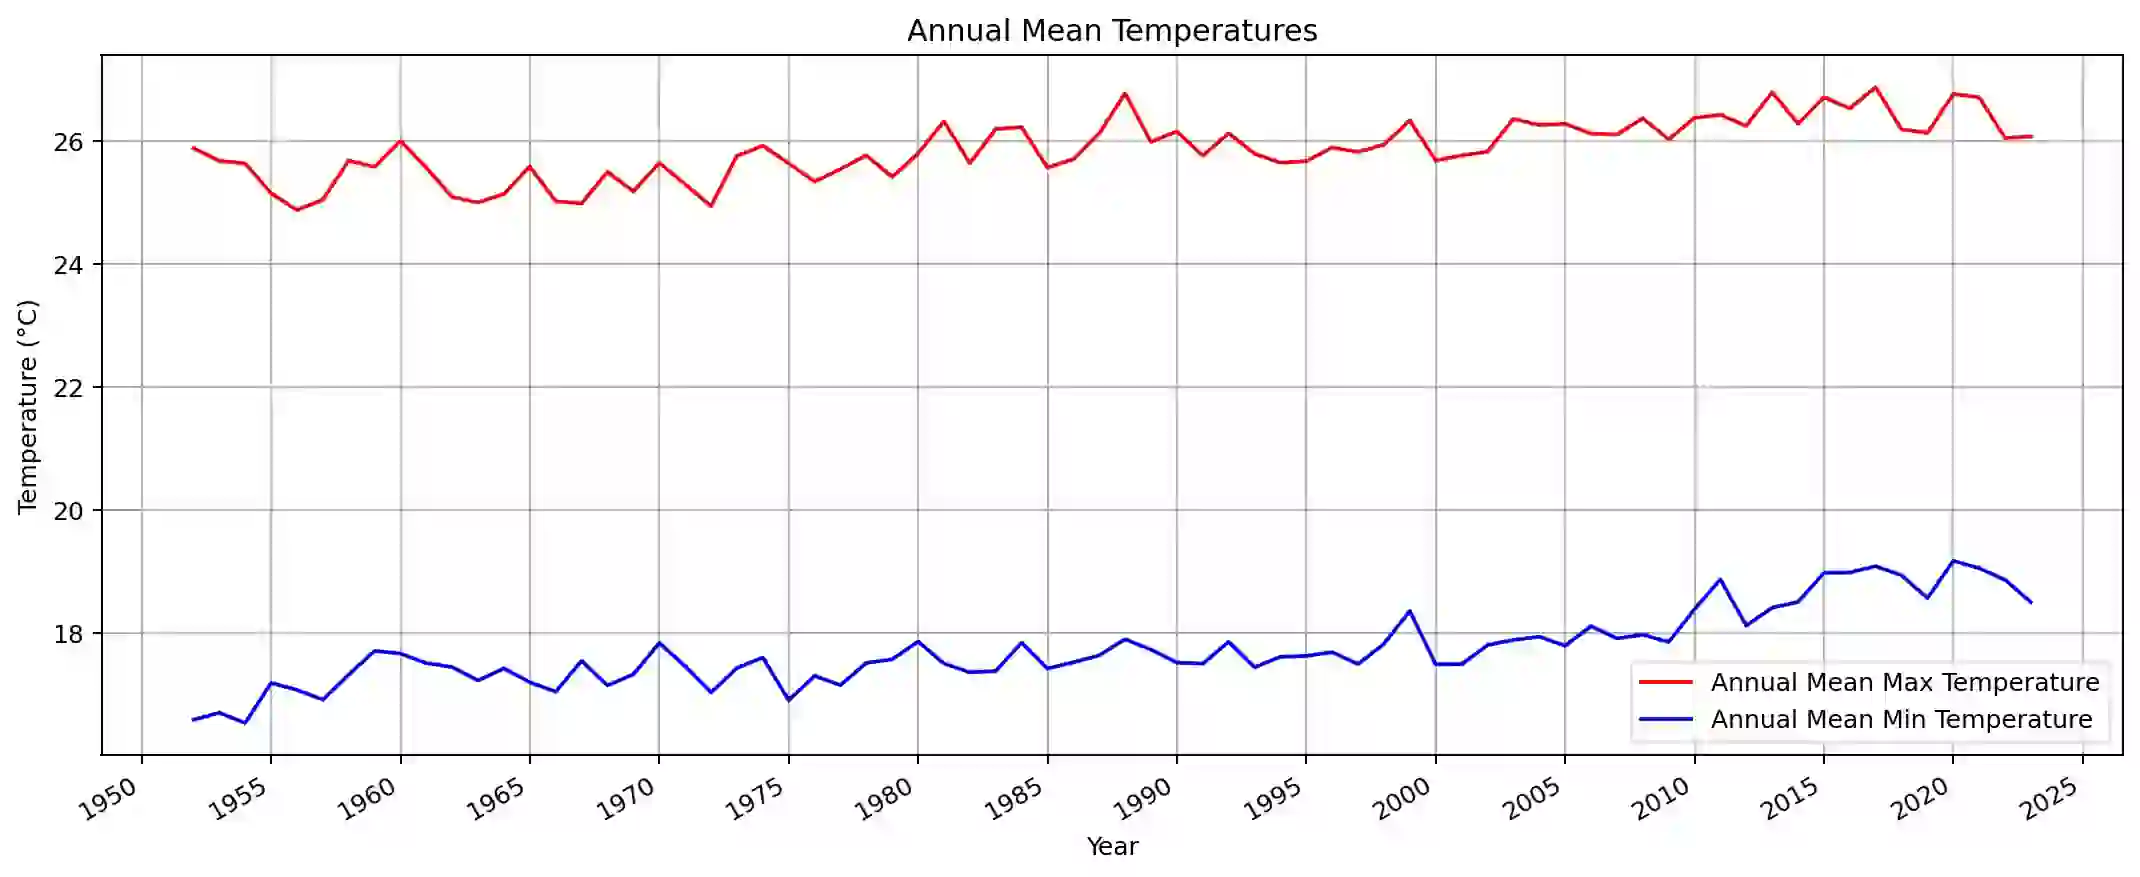 Annual Mean Temperatures
Temperature (°C)
26
24
22
20
18
Annual Mean Max Temperature
Annual Mean Min Temperature
1950 1955 1960 1965 1970 1975 1980 1985 1990 1995 2000 2005 2010 2015 2020 2025
Year